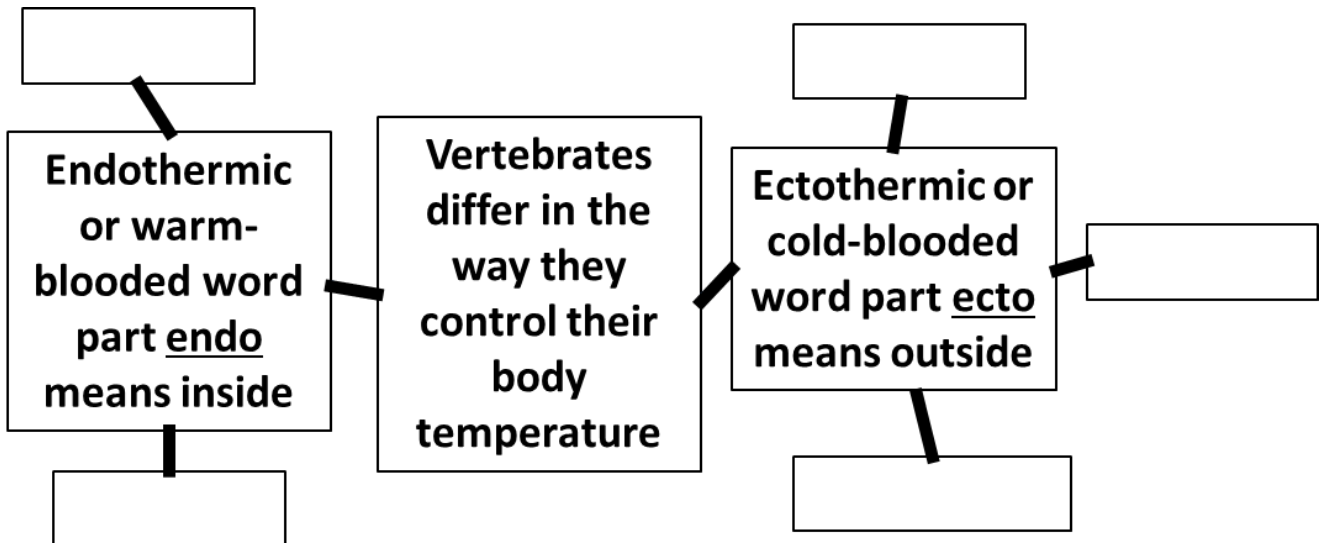 Endothermic
or warm-
blooded word
part endo
means inside
Vertebrates
differ in the
way they
control their
body
temperature
Ectothermic or
cold-blooded
word part ecto
means outside